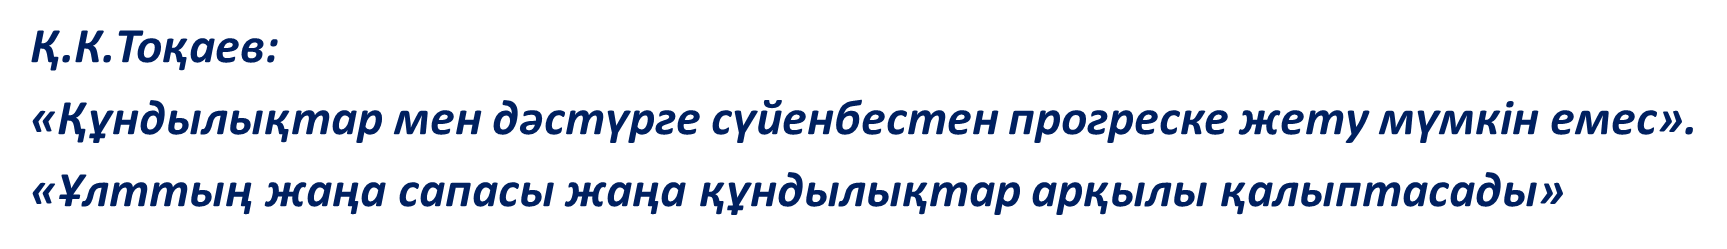 Қ.К.Тоқаев:
«Құндылықтар мен дәстүрге сүйенбестен прогреске жету мүмкін емес».
«Ұлттың жаңа сапасы жаңа құндылықтар арқылы қалыптасады»